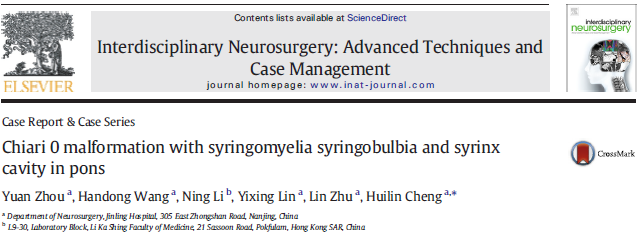 Contents lists available at ScienceDirect
Interdisciplinary Neurosurgery: Advanced Techniques and
Case Management
journal homepage: www.inat-journal.com
ELSEVIER
interdisciplinary
neurosurgery
Case Report & Case Series
Chiari 0 malformation with syringomyelia syringobulbia and syrinx
cavity in pons
CrossMark
Yuan Zhou a, Handong Wang a, Ning Li b, Yixing Lin a, Lin Zhu a, Huilin Cheng a,*
a Department of Neurosurgery, Jinling Hospital, 305 East Zhongshan Road, Nanjing, China
b L9-30, Laboratory Block, Li Ka Shing Faculty of Medicine, 21 Sassoon Road, Pokfulam, Hong Kong SAR, China